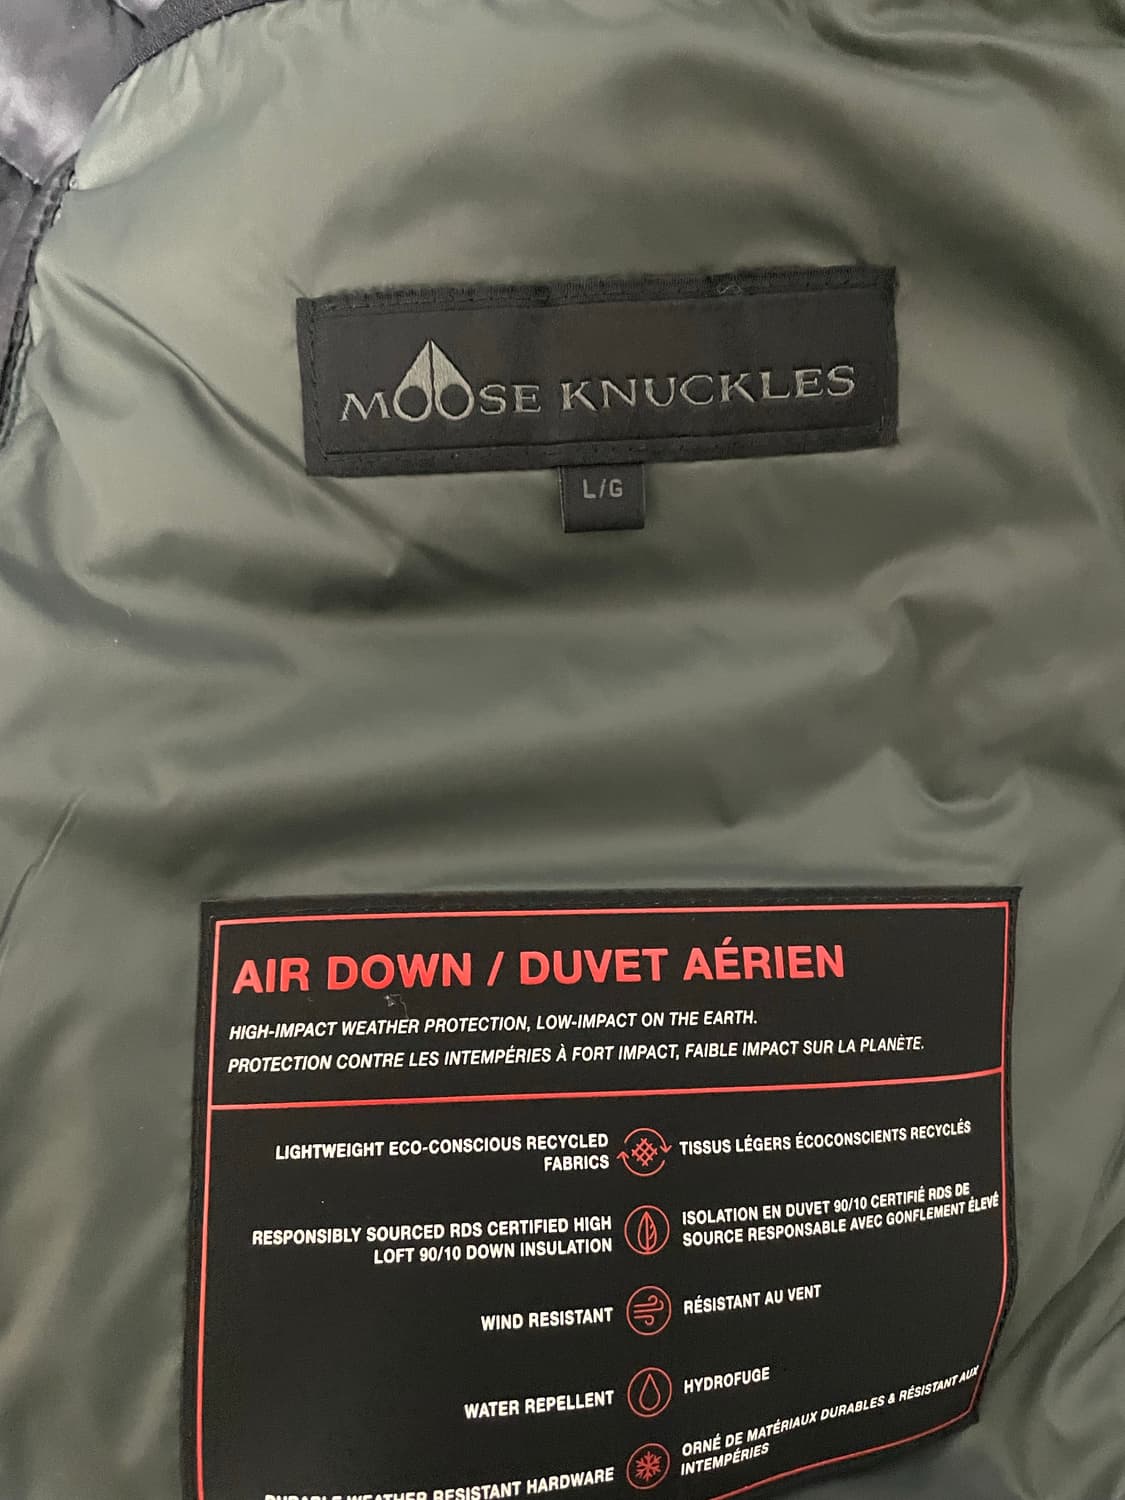 MOOSE KNUCKLES
L/G
AIR DOWN / DUVET AÉRIEN
HIGH-IMPACT WEATHER PROTECTION, LOW-IMPACT ON THE EARTH.
PROTECTION CONTRE LES INTEMPÉRIES À FORT IMPACT, FAIBLE IMPACT SUR LA PLANÈTE.
LIGHTWEIGHT ECO-CONSCIOUS RECYCLED
FABRICS
TISSUS LÉGERS ÉCOCONSCIENTS RECYCLÉS
RESPONSIBLY SOURCED RDS CERTIFIED HIGH
LOFT 90/10 DOWN INSULATION
ISOLATION EN DUVET 90/10 CERTIFIÉ RDS DE
SOURCE RESPONSABLE AVEC GONFLEMENT ÉLEVÉ
WIND RESISTANT
RÉSISTANT AU VENT
WATER REPELLENT
HYDROFUGE
DURABLE WEATHER RESISTANT HARDWARE
ORNÉ DE MATÉRIAUX DURABLES & RÉSISTANT AUX
INTEMPÉRIES